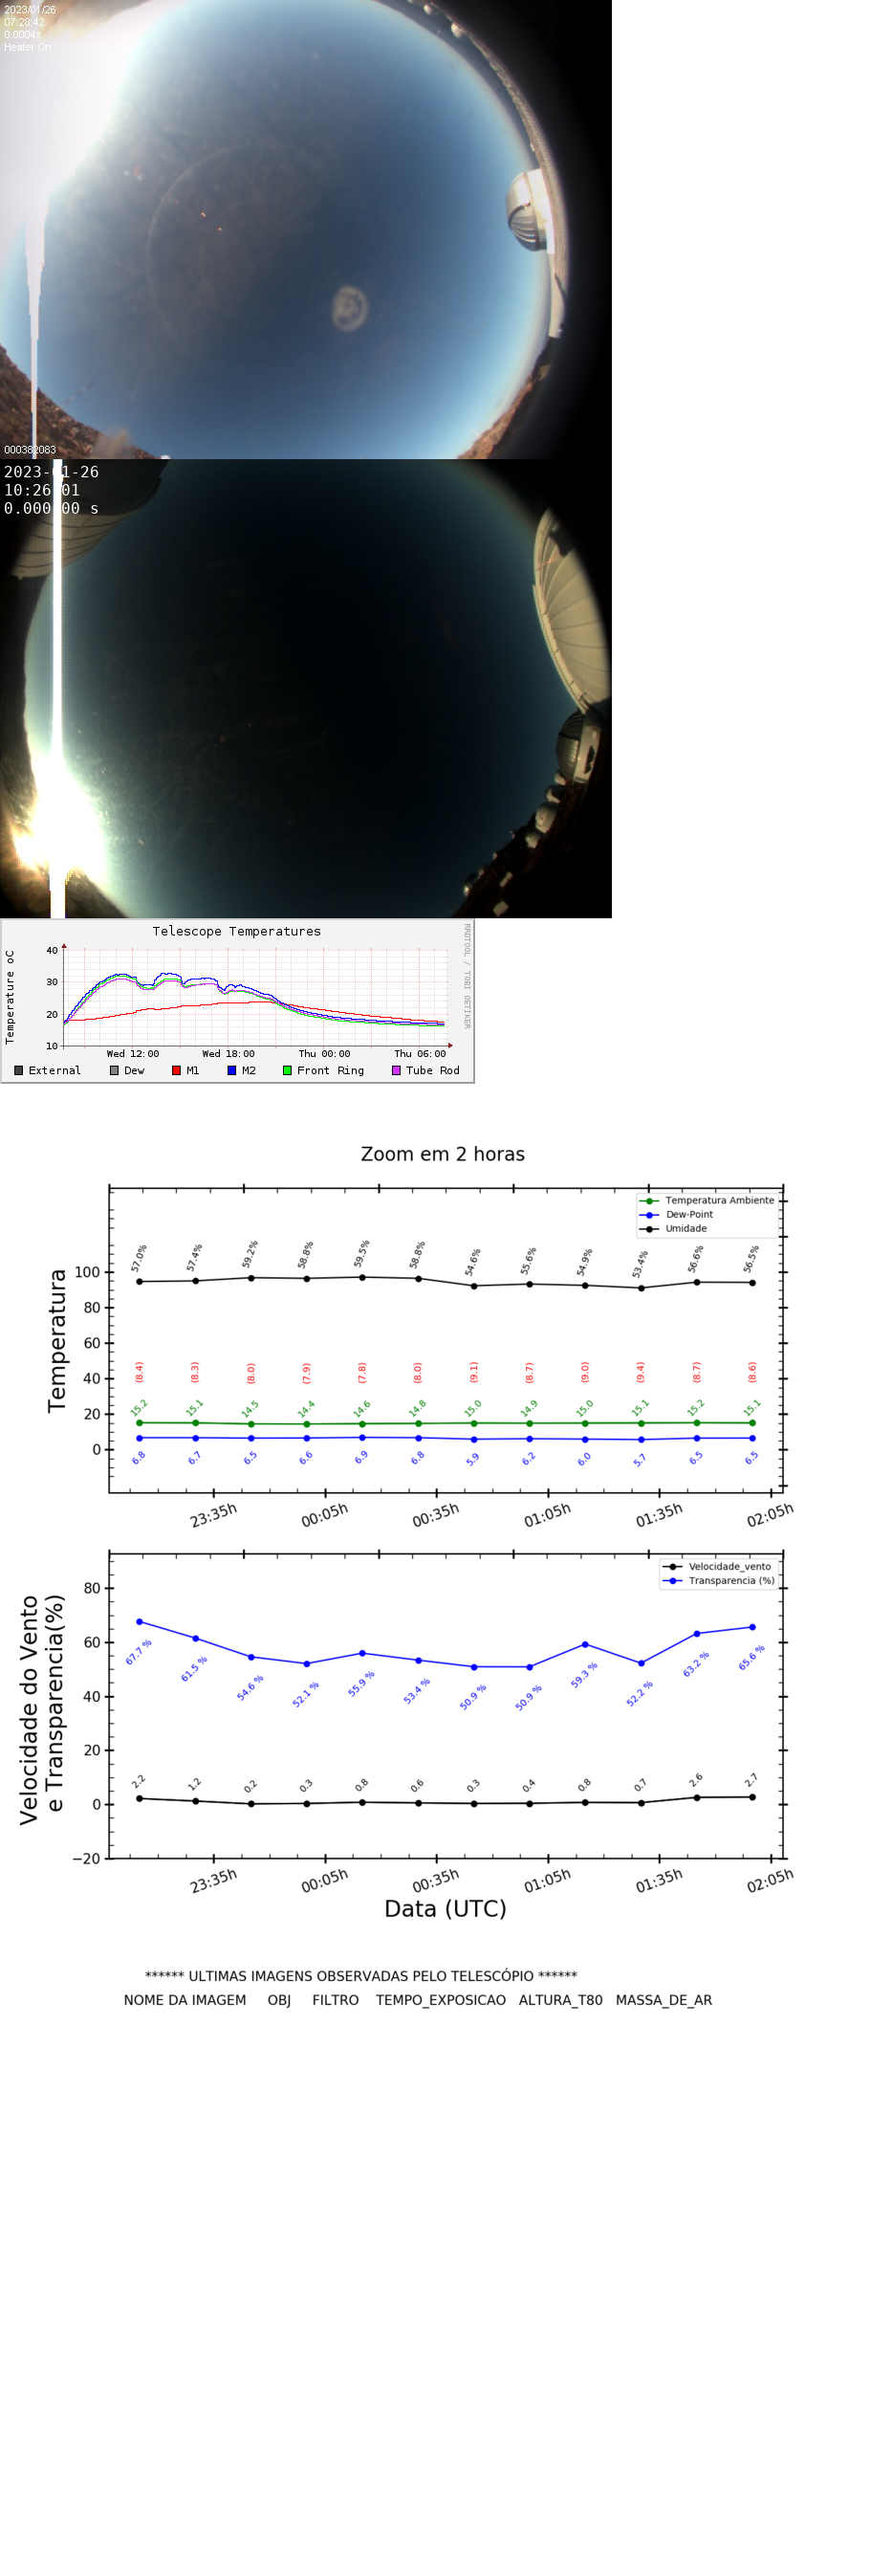 2023/01/26
07:28:42
0.0004s
Heater On
000382083
2023-01-26
10:26:01
0.000 00 s
Telescope Temperatures
RRDTOOL / TOBI OETIKER
Temperature oC
40
30
20
10
Wed 12:00 Wed 18:00 Thu 00:00 Thu 06:00
External Dew M1 M2 Front Ring Tube Rod
Zoom em 2 horas
Temperatura Ambiente
Dew-Point
Umidade
57.0% 57.4% 59.2% 58.8% 59.5% 58.8% 54.6% 55.6% 54.9% 53.4% 56.6% 56.5%
Temperatura
100
80
60
40
20
0
(8.4) (8.3) (8.0) (7.9) (7.8) (8.0) (9.1) (8.7) (9.0) (9.4) (8.7) (8.6)
15.2 15.1 14.5 14.4 14.6 14.8 15.0 14.9 15.0 15.1 15.2 15.1
6.8 6.7 6.5 6.6 6.9 6.8 5.9 6.2 6.0 5.7 6.5 6.5
23:35h 00:05h 00:35h 01:05h 01:35h 02:05h
Velocidade_vento
Transparencia (%)
Velocidade do Vento
e Transparencia(%)
80
60
40
20
0
−20
67.7 % 61.5 % 54.6 % 52.1 % 55.9 % 53.4 % 50.9 % 50.9 % 59.3 % 52.2 % 63.2 % 65.6 %
2.2 1.2 0.2 0.3 0.8 0.6 0.3 0.4 0.8 0.7 2.6 2.7
23:35h 00:05h 00:35h 01:05h 01:35h 02:05h
Data (UTC)
****** ULTIMAS IMAGENS OBSERVADAS PELO TELESCÓPIO ******
NOME DA IMAGEM OBJ FILTRO TEMPO_EXPOSICAO ALTURA_T80 MASSA_DE_AR